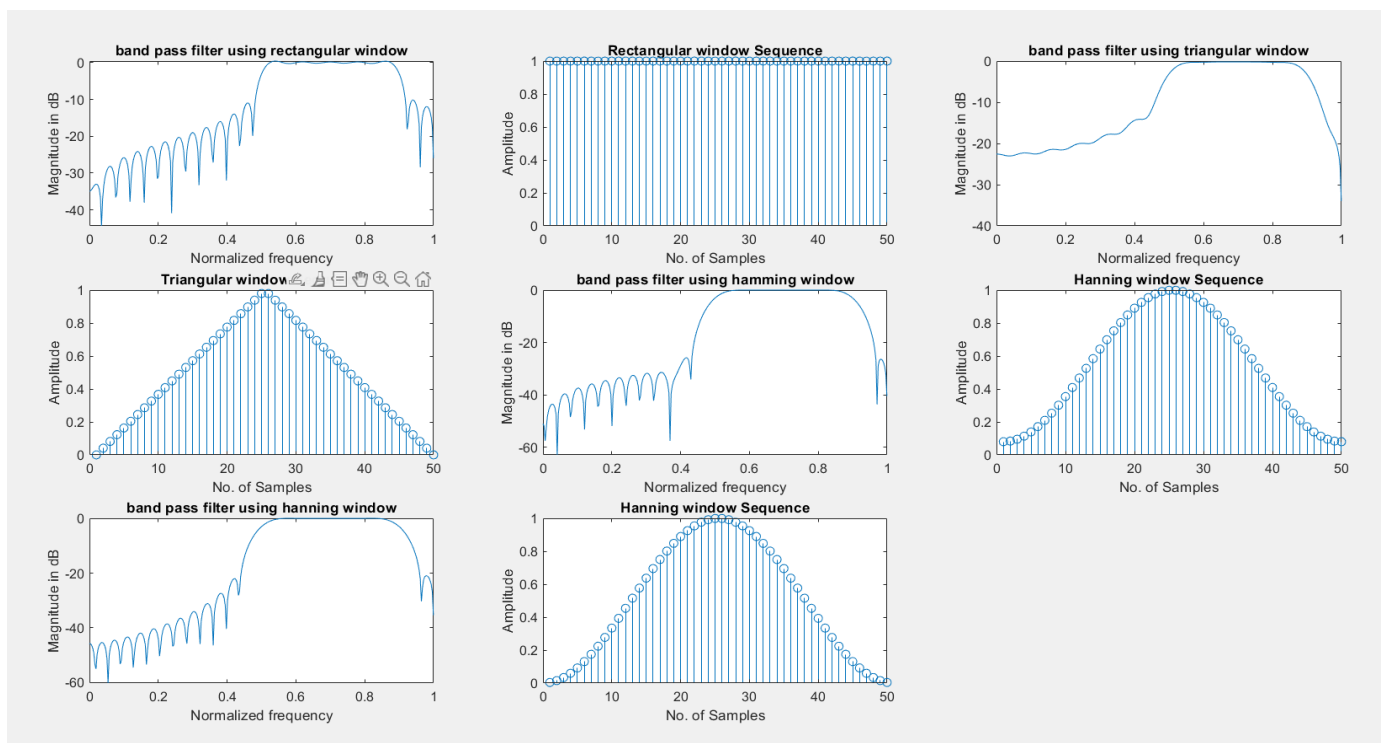 band pass filter using rectangular window
Magnitude in dB
0
-10
-20
-30
-40
0 0.2 0.4 0.6 0.8 1
Normalized frequency
Rectangular window Sequence
Amplitude
1
0.8
0.6
0.4
0.2
0
0 10 20 30 40 50
No. of Samples
band pass filter using triangular window
Magnitude in dB
0
-10
-20
-30
-40
0 0.2 0.4 0.6 0.8 1
Normalized frequency
Triangular window
Amplitude
1
0.8
0.6
0.4
0.2
0
0 10 20 30 40 50
No. of Samples
band pass filter using hamming window
Magnitude in dB
0
-20
-40
-60
0 0.2 0.4 0.6 0.8 1
Normalized frequency
Hanning window Sequence
Amplitude
1
0.8
0.6
0.4
0.2
0
0 10 20 30 40 50
No. of Samples
band pass filter using hanning window
Magnitude in dB
0
-20
-40
-60
0 0.2 0.4 0.6 0.8 1
Normalized frequency
Hanning window Sequence
Amplitude
1
0.8
0.6
0.4
0.2
0
0 10 20 30 40 50
No. of Samples